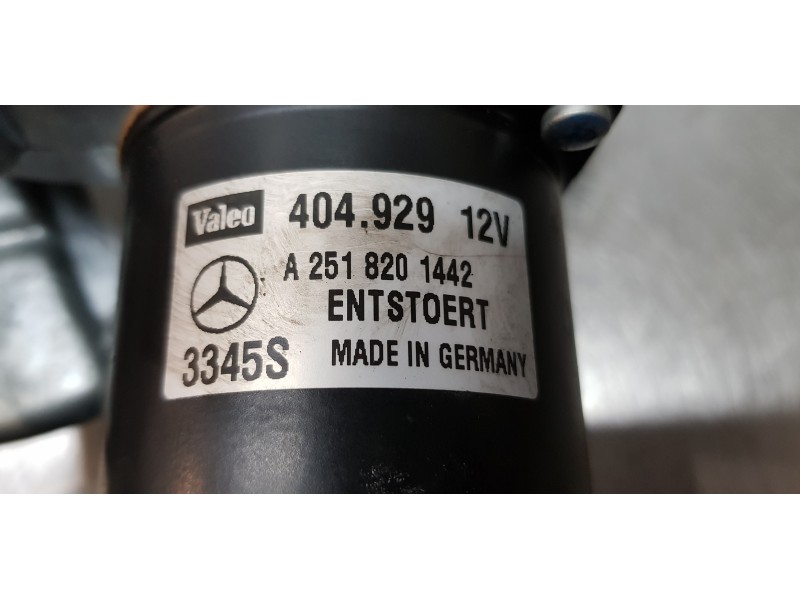 Valeo 404.929 12V
A 251 820 1442
ENTSTOERT
3345S MADE IN GERMANY